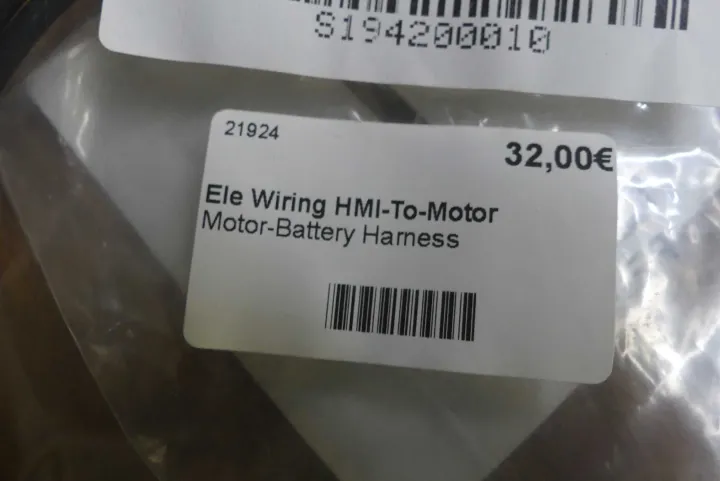 S194200010
21924
32,00€
Ele Wiring HMI-To-Motor
Motor-Battery Harness